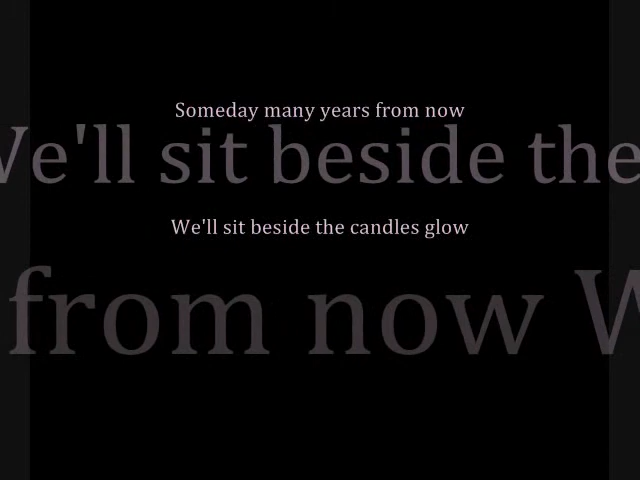 Someday many years from now
We'll sit beside the
We'll sit beside the candles glow
from now W